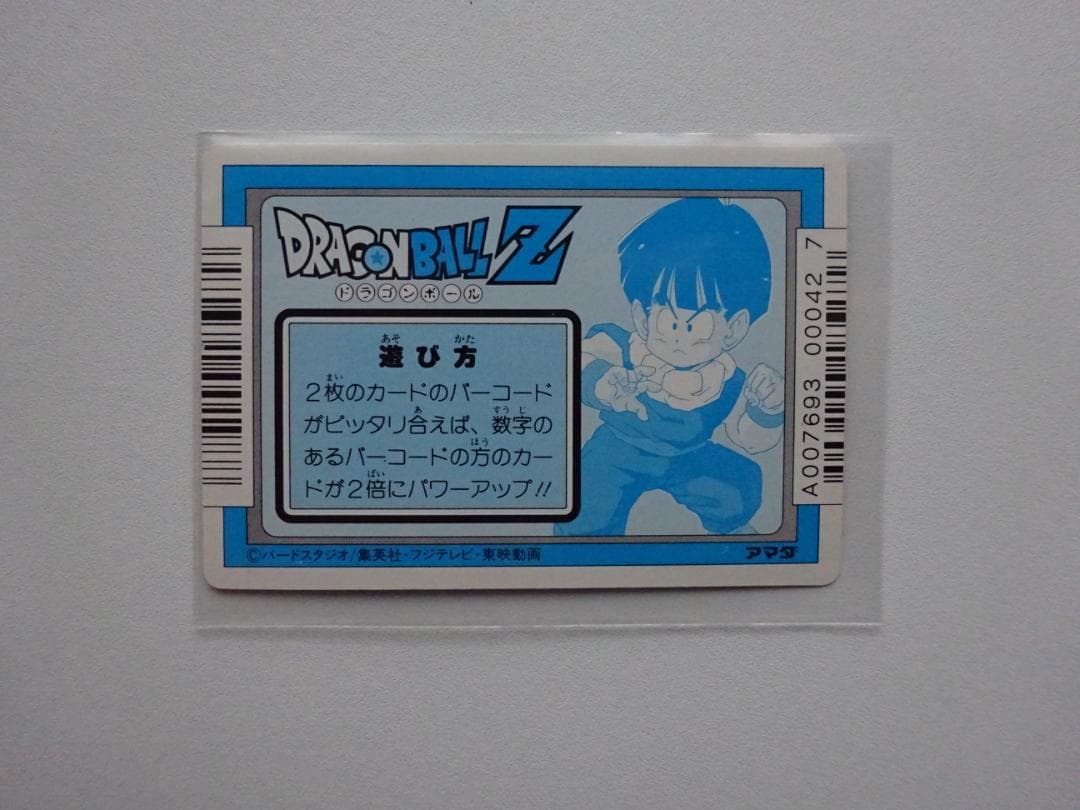 DRAGONBALL Z
ドラゴンボール
遊び方
2枚のカードのバーコード
がピッタリ合えば、数字の
あるバーコードの方のカー
ドが2倍にパワーアップ!!
©バードスタジオ/集英社・フジテレビ・東映動画
アマダ
A007693 00042 7